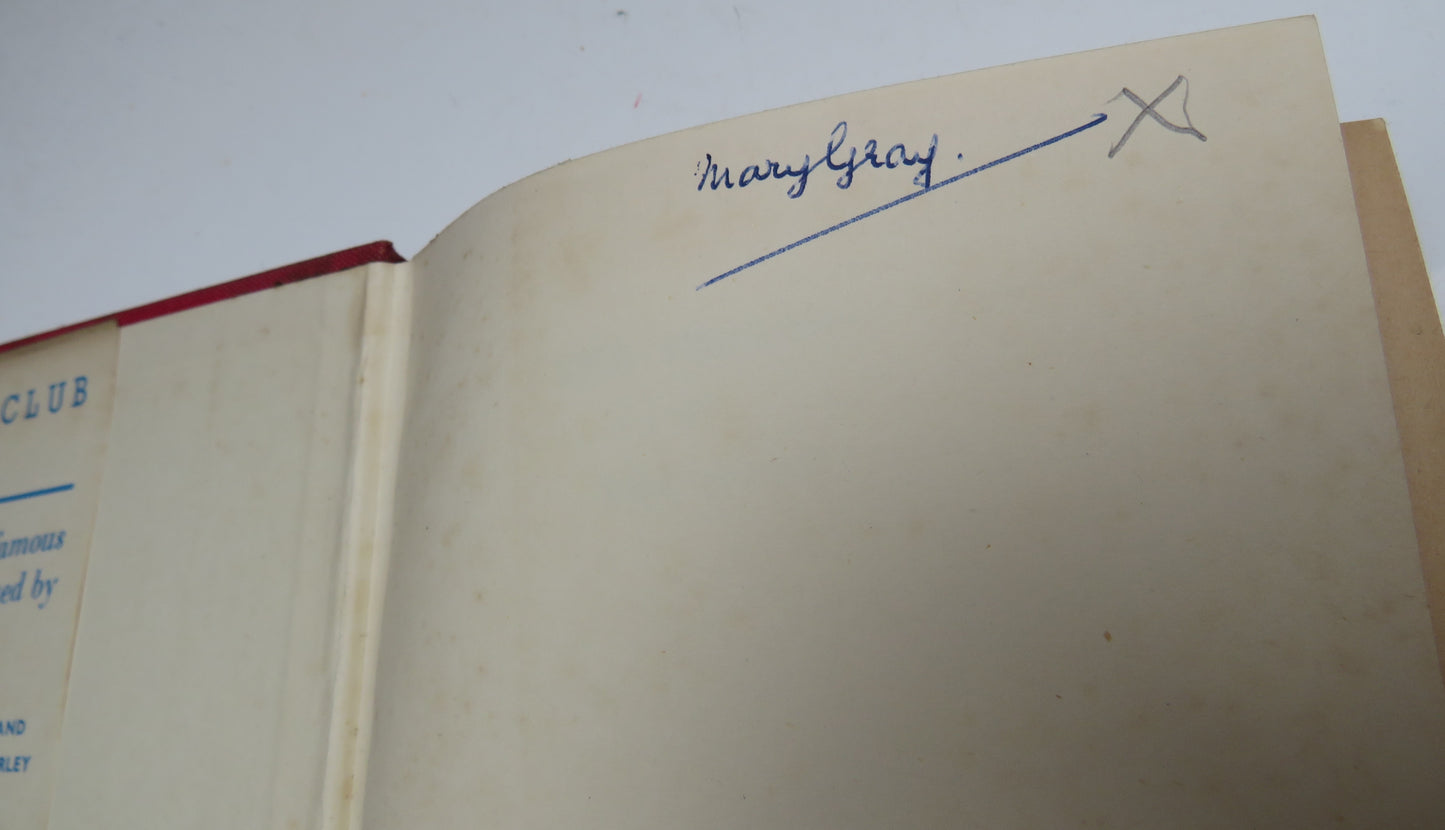 Mary Gray.
X
CLUB
famous
ed by
AND
RLEY